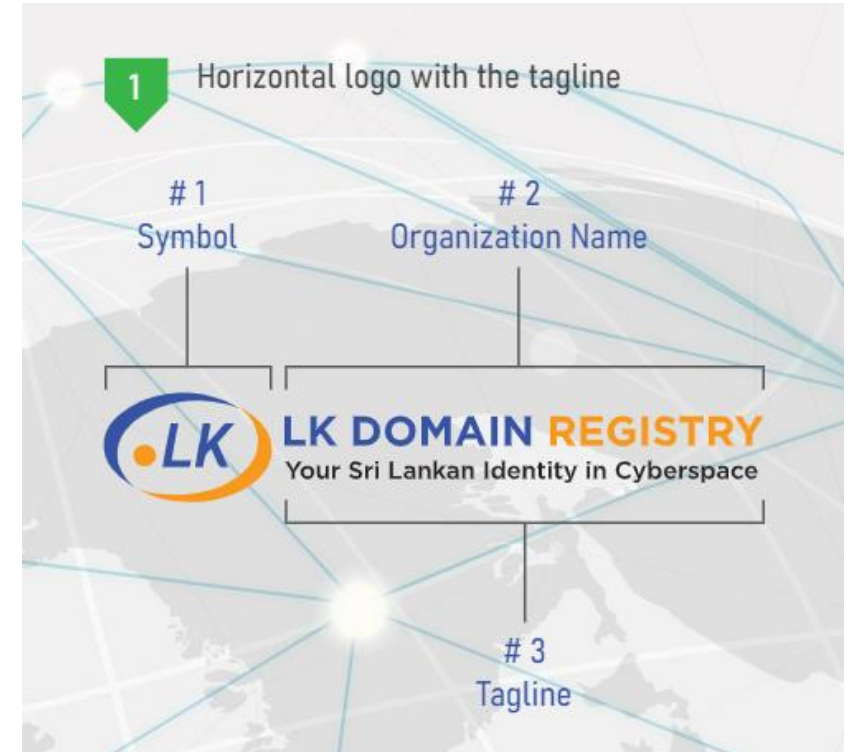 1
Horizontal logo with the tagline
# 1
Symbol
# 2
Organization Name
.LK
LK DOMAIN REGISTRY
Your Sri Lankan Identity in Cyberspace
# 3
Tagline